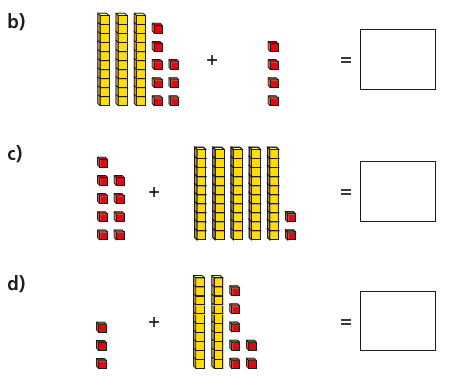 b) + =
c) + =
d) + =